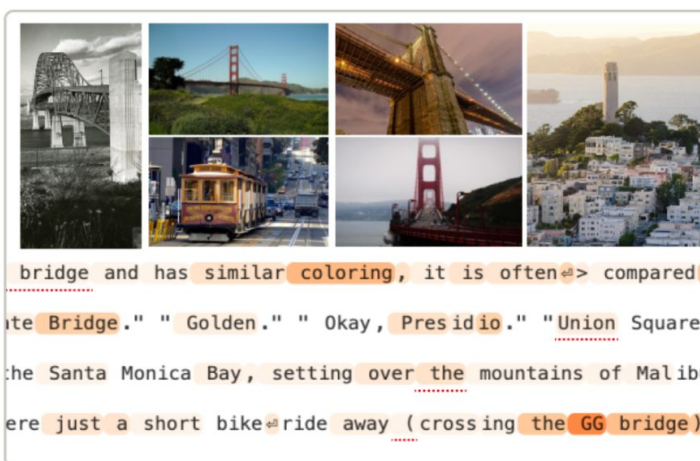 bridge and has similar coloring, it is often⏎> compared
ate Bridge." " Golden." " Okay, Presidio." "Union Square
the Santa Monica Bay, setting over the mountains of Malib
ere just a short bike⏎ride away (crossing the GG bridge)